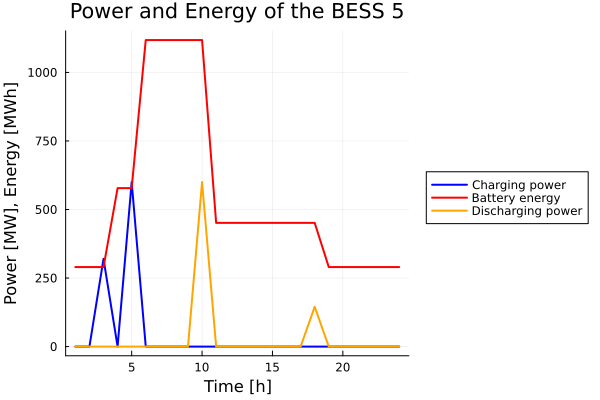 Power and Energy of the BESS 5
Power [MW], Energy [MWh]
1000
750
500
250
0
5
10
15
20
Time [h]
Charging power
Battery energy
Discharging power